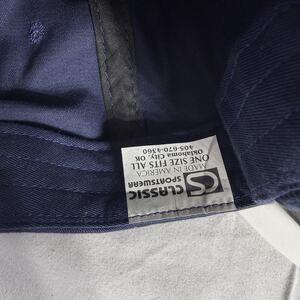 CS
CLASSIC
SPORTSWEAR
ONE SIZE FITS ALL
MADE IN AMERICA
Oklahoma City, OK
405-670-4360